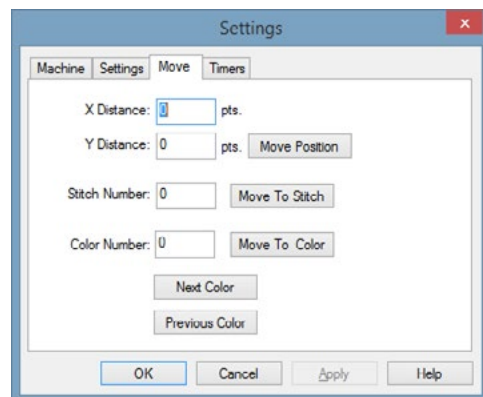 Settings
x
Machine Settings Move Timers
X Distance: 0 pts.
Y Distance: 0 pts. Move Position
Stitch Number: 0 Move To Stitch
Color Number: 0 Move To Color
Next Color
Previous Color
OK Cancel Apply Help